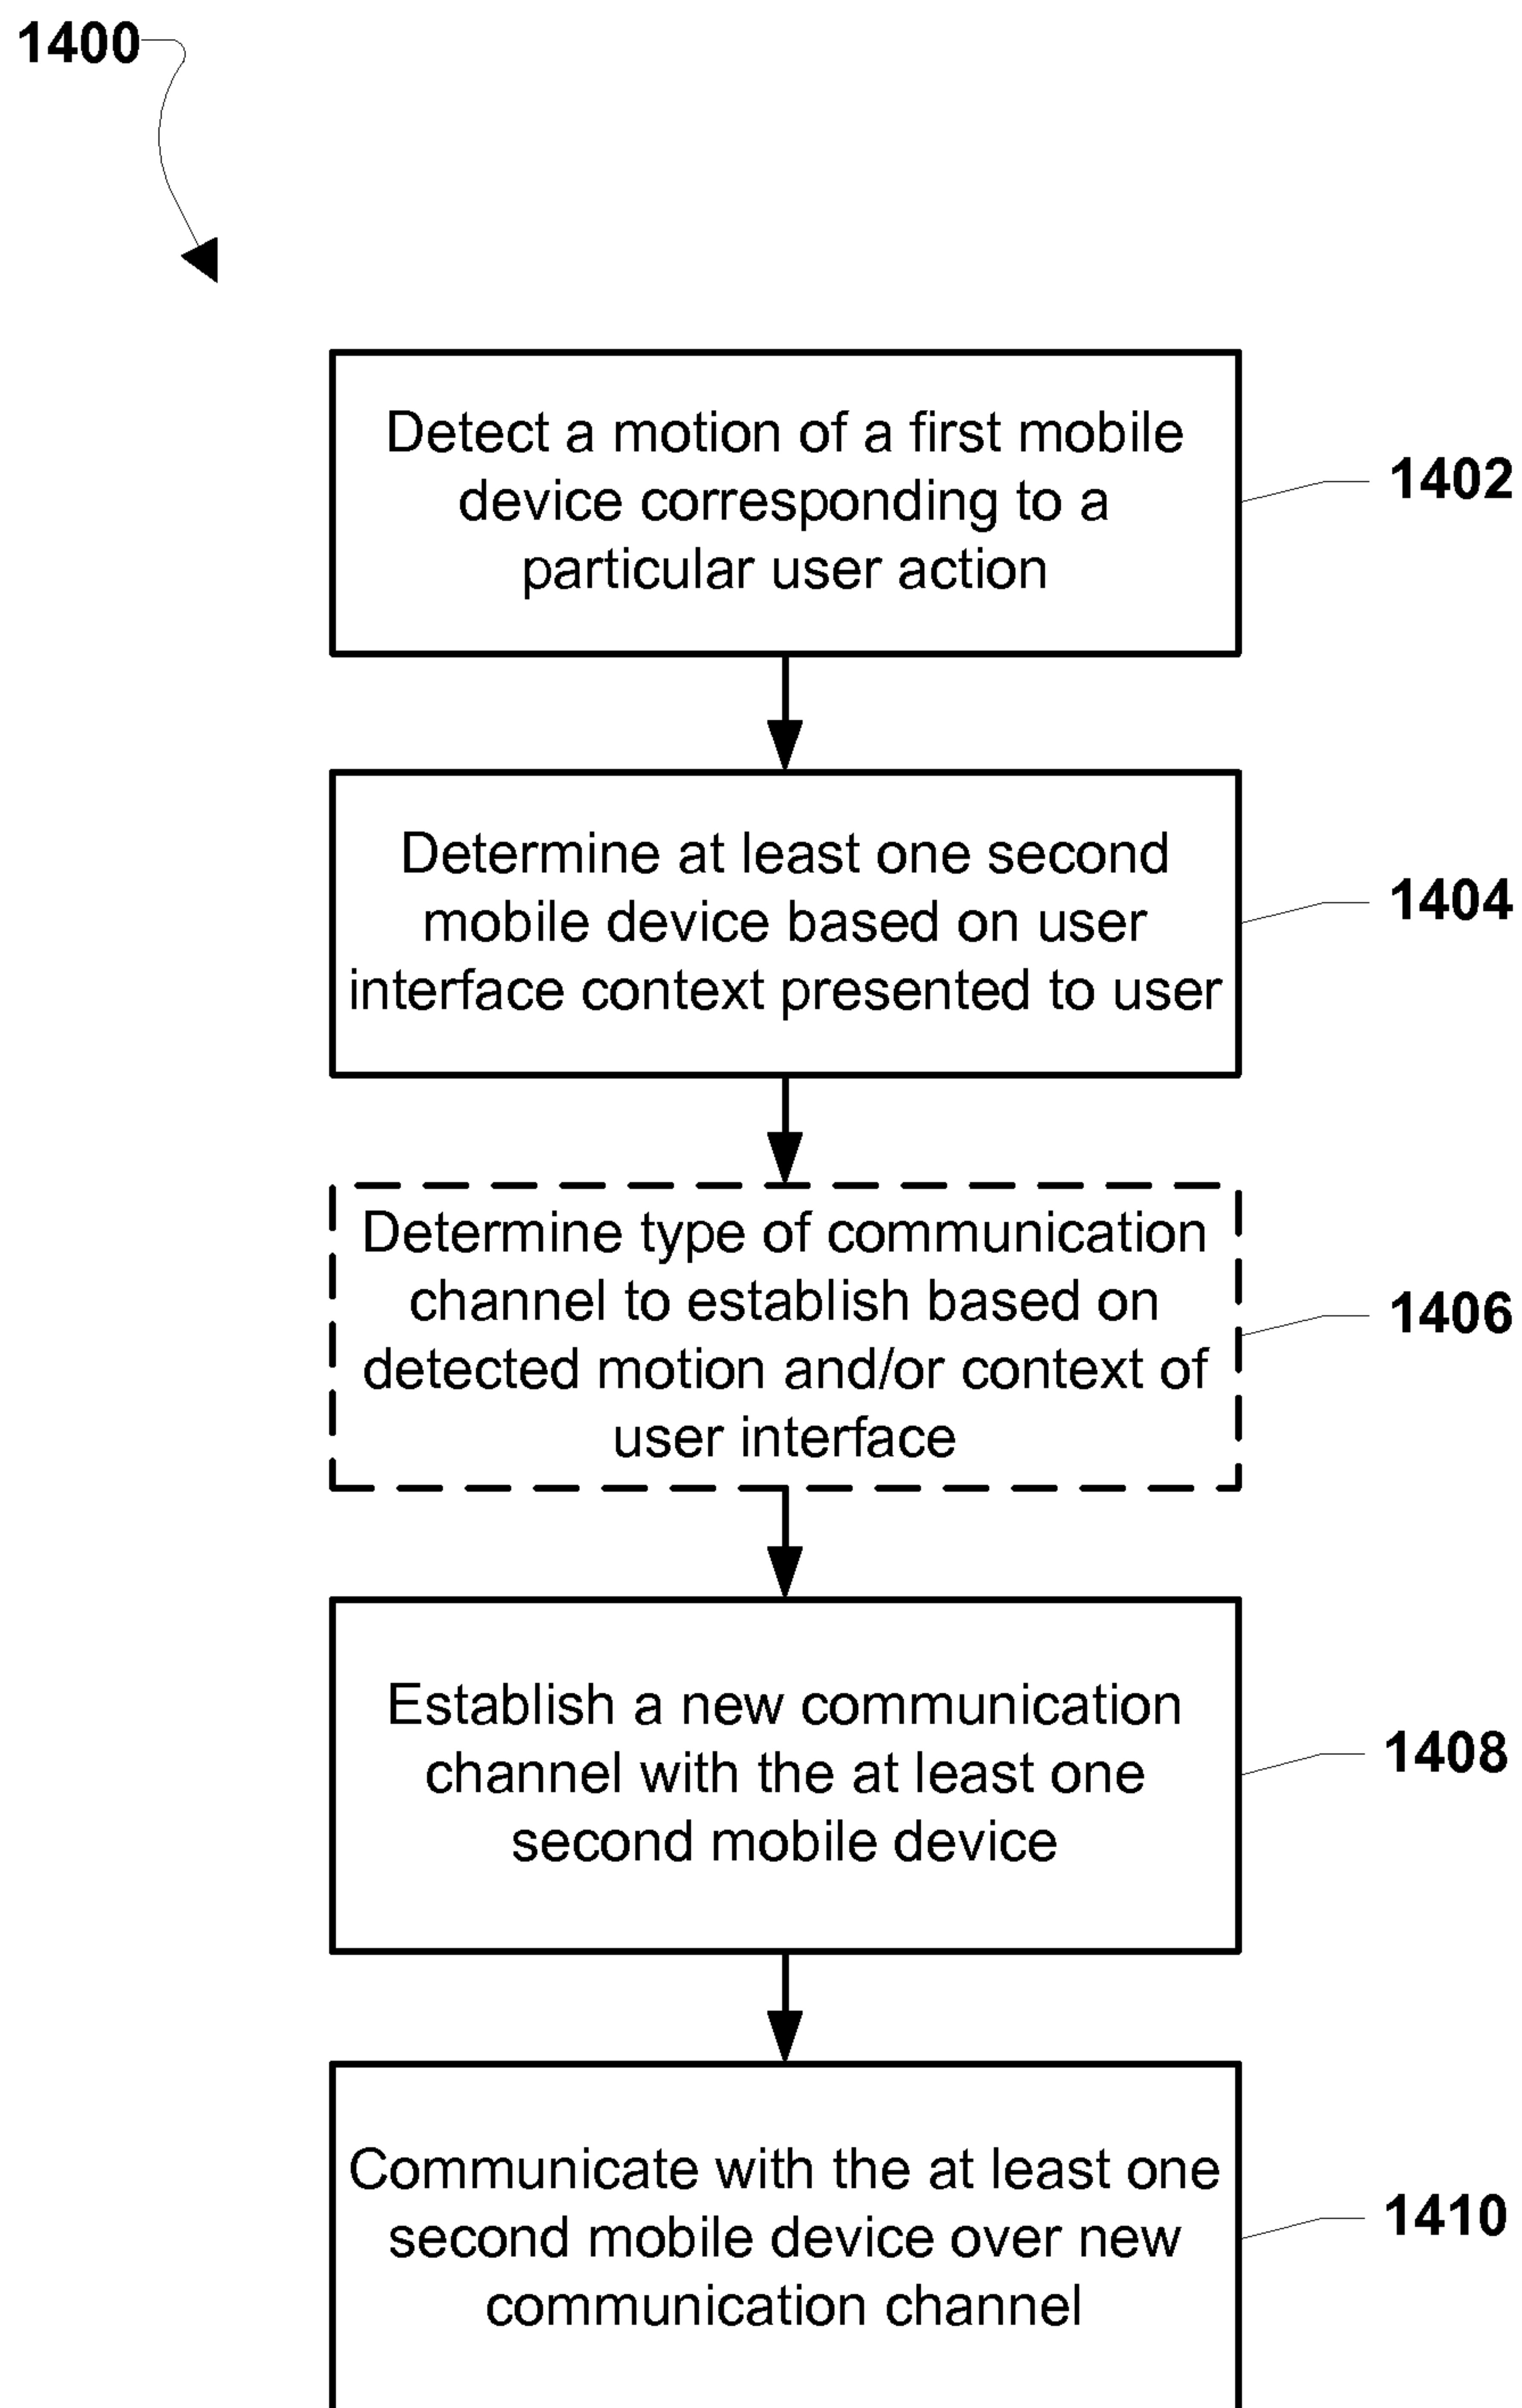 1400
Detect a motion of a first mobile
device corresponding to a
particular user action
1402
Determine at least one second
mobile device based on user
interface context presented to user
1404
Determine type of communication
channel to establish based on
detected motion and/or context of
user interface
1406
Establish a new communication
channel with the at least one
second mobile device
1408
Communicate with the at least one
second mobile device over new
communication channel
1410